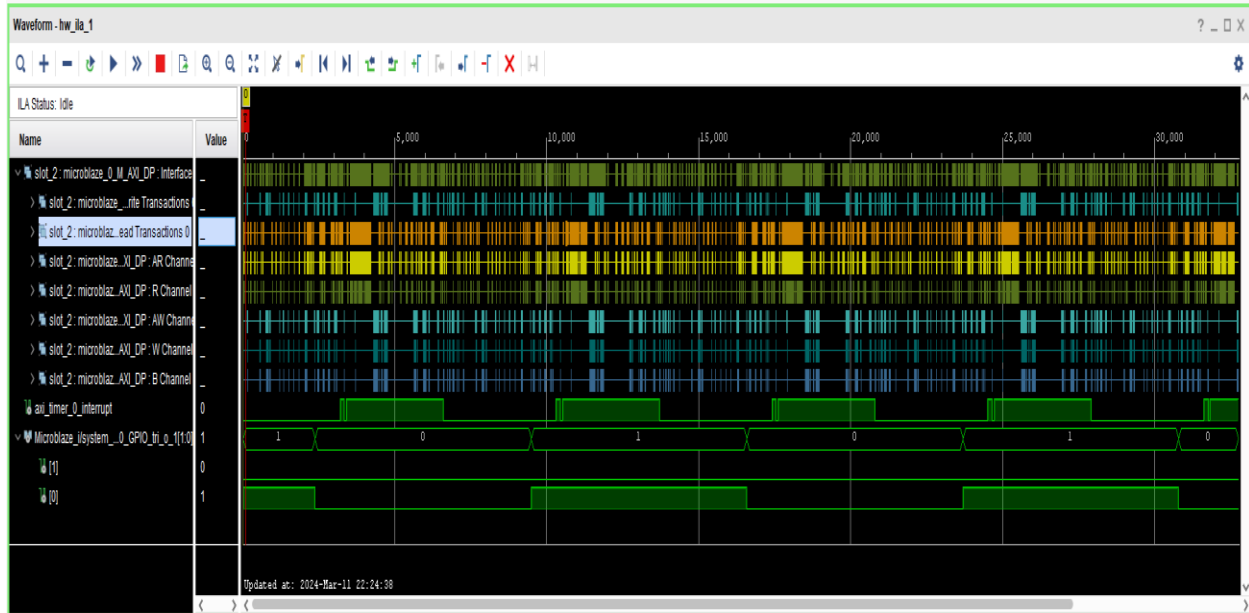 Waveform - hw_ila_1
? _ □ X
ILA Status: Idle
Name
Value
0
T
0
5,000
10,000
15,000
20,000
25,000
30,000
slot_2 : microblaze_0_M_AXI_DP : Interface
_
slot_2 : microblaze_...rite Transactions
_
slot_2 : microblaz..ead Transactions 0
_
slot_2 : microblaze...XI_DP : AR Channe
_
slot_2 : microblaz..AXI_DP : R Channel
_
slot_2 : microblaze...XI_DP : AW Chann
_
slot_2 : microblaz..AXI_DP : W Channel
_
slot_2 : microblaz..AXI_DP : B Channel
_
axi_timer_0_interrupt
0
Microblaze_i/system_...0_GPIO_tri_o_1[1:0]
1
1
0
1
0
1
0
[1]
0
[0]
1
Updated at: 2024-Mar-11 22:24:38